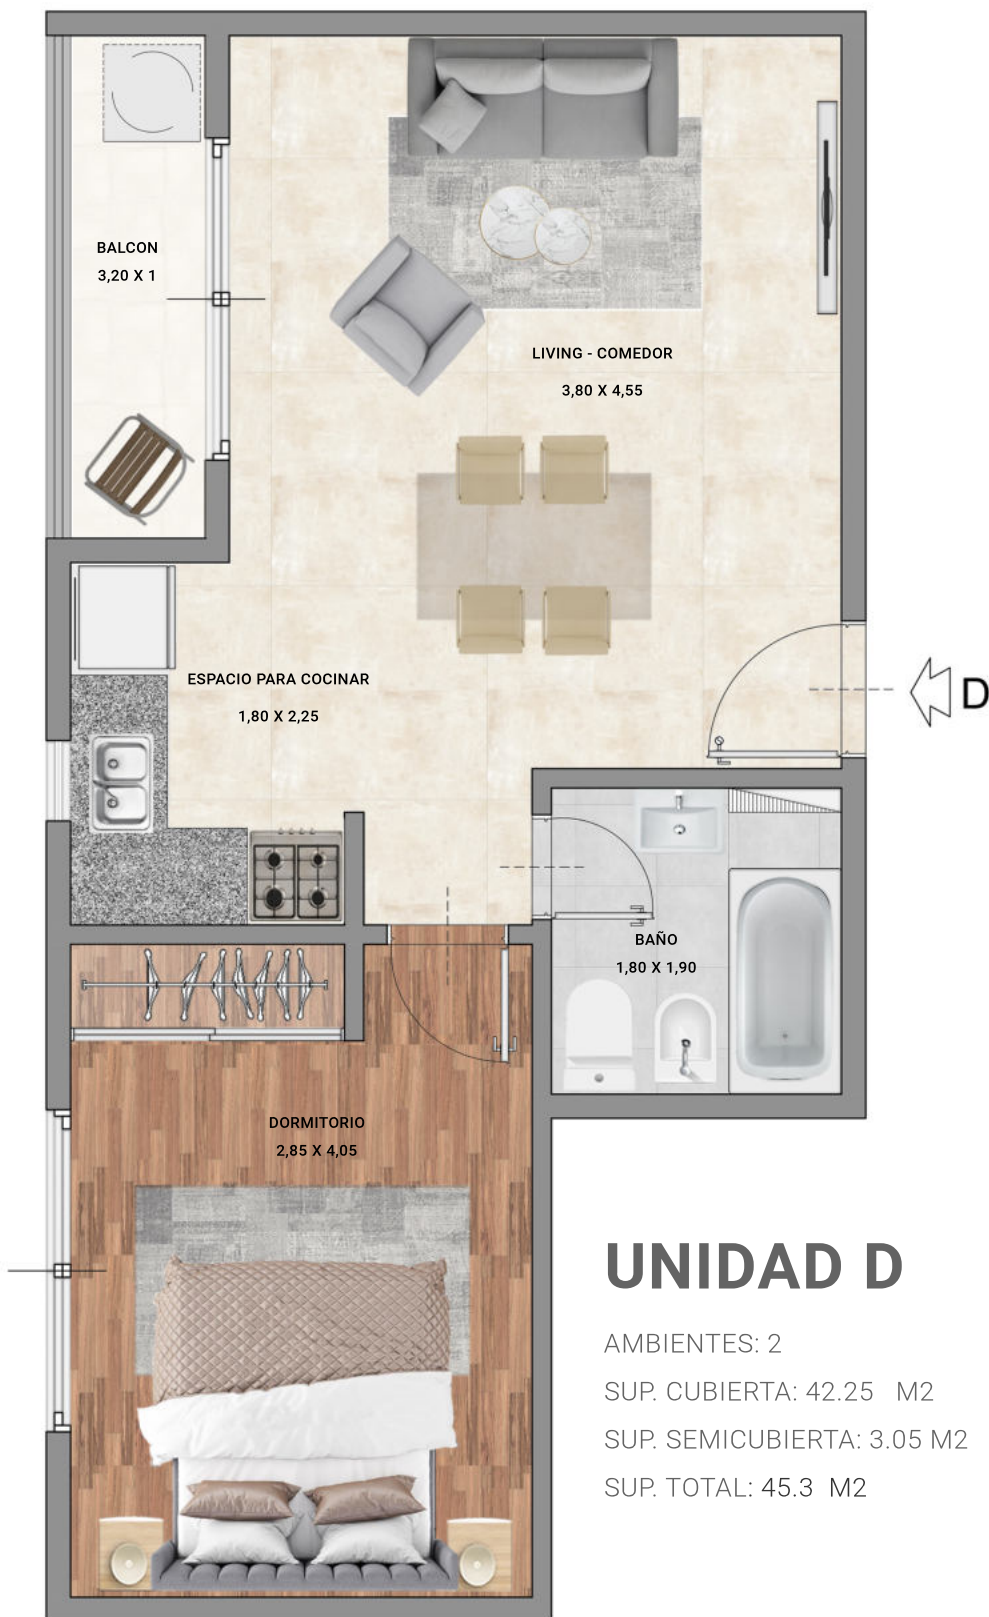 BALCON
3,20 X 1
LIVING - COMEDOR
3,80 X 4,55
ESPACIO PARA COCINAR
1,80 X 2,25
D
BAÑO
1,80 X 1,90
DORMITORIO
2,85 X 4,05
UNIDAD D
AMBIENTES: 2
SUP. CUBIERTA: 42.25 M2
SUP. SEMICUBIERTA: 3.05 M2
SUP. TOTAL: 45.3 M2